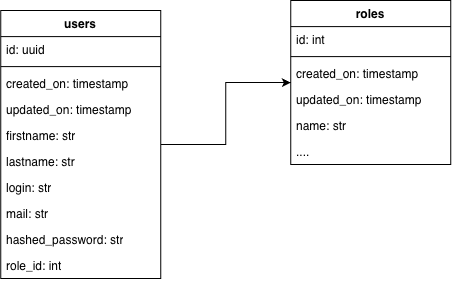 users
id: uuid
created_on: timestamp
updated_on: timestamp
firstname: str
lastname: str
login: str
mail: str
hashed_password: str
role_id: int
roles
id: int
created_on: timestamp
updated_on: timestamp
name: str
....